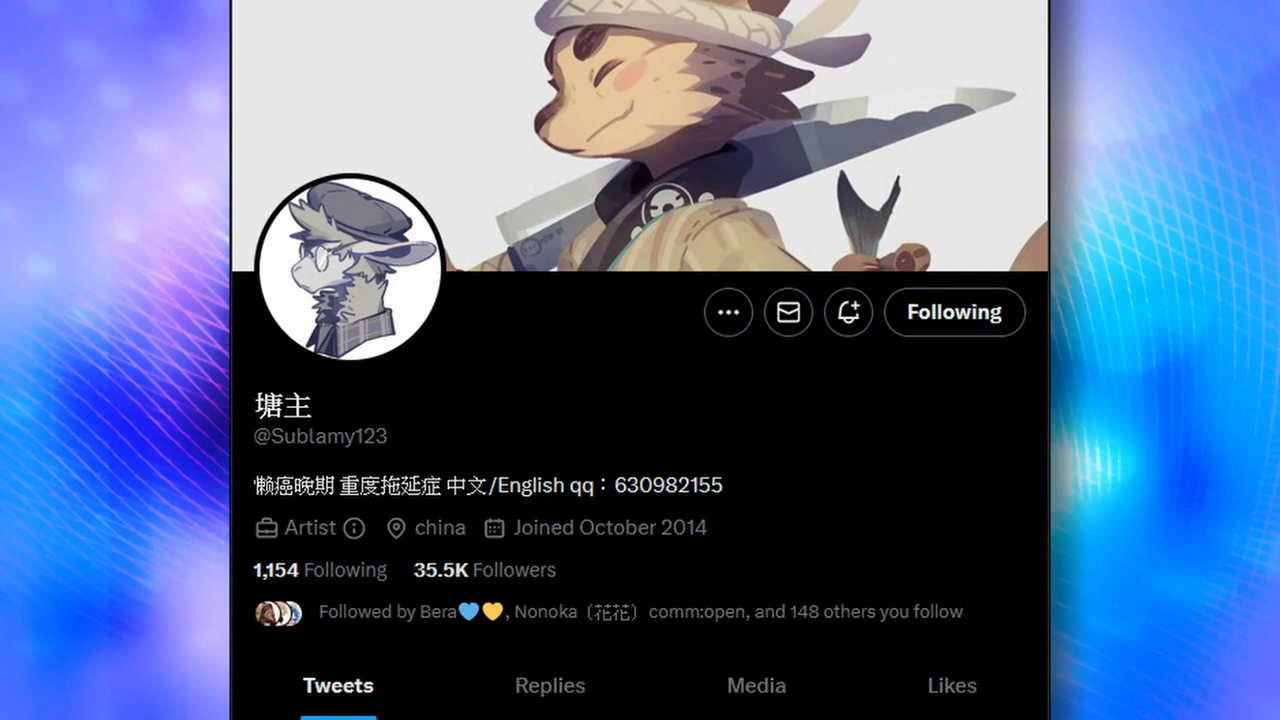 Following
塘主
@Sublamy123
懒癌晚期 重度拖延症 中文/English qq：630982155
Artist china Joined October 2014
1,154 Following 35.5K Followers
Followed by Bera💙💛, Nonoka〔花花〕comm:open, and 148 others you follow
Tweets Replies Media Likes